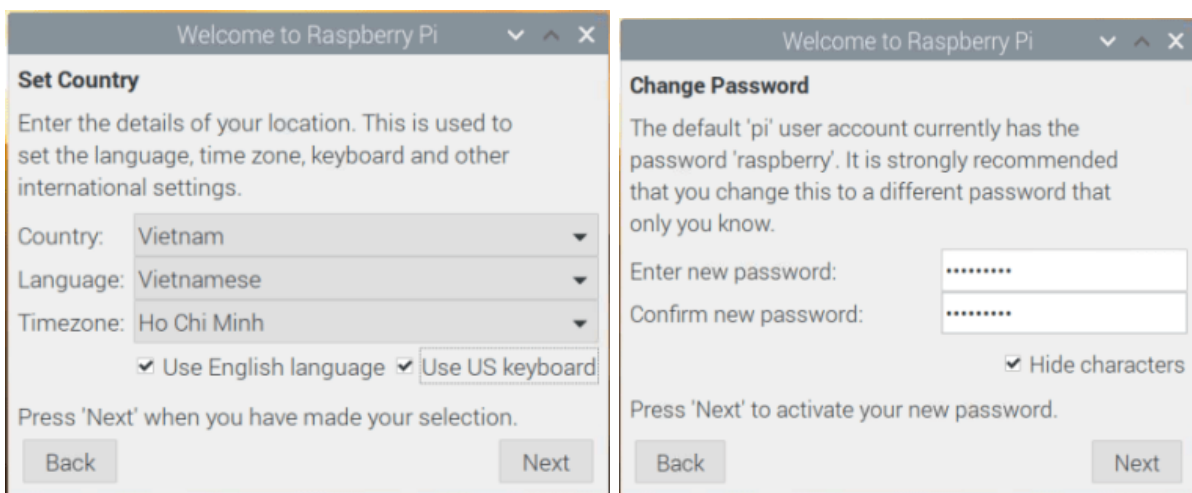 Welcome to Raspberry Pi
Set Country
Enter the details of your location. This is used to
set the language, time zone, keyboard and other
international settings.
Country: Vietnam
Language: Vietnamese
Timezone: Ho Chi Minh
Use English language Use US keyboard
Press 'Next' when you have made your selection.
Back Next
Welcome to Raspberry Pi
Change Password
The default 'pi' user account currently has the
password 'raspberry'. It is strongly recommended
that you change this to a different password that
only you know.
Enter new password: •••••••••
Confirm new password: •••••••••
Hide characters
Press 'Next' to activate your new password.
Back Next